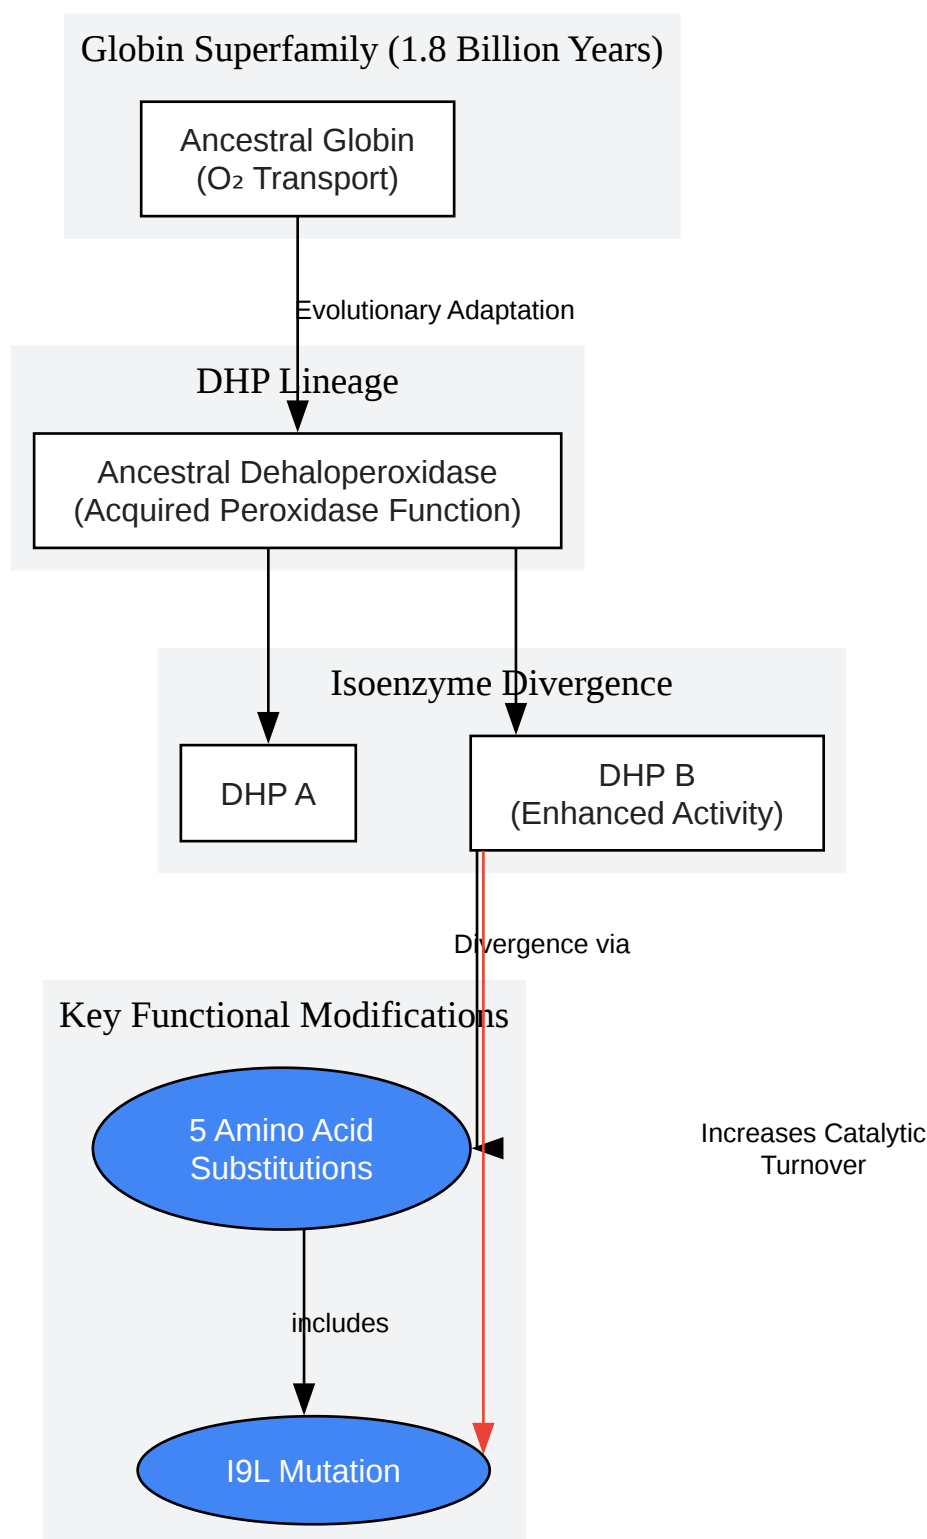 Globin Superfamily (1.8 Billion Years)
Ancestral Globin
(O₂ Transport)
Evolutionary Adaptation
DHP Lineage
Ancestral Dehaloperoxidase
(Acquired Peroxidase Function)
Isoenzyme Divergence
DHP A
DHP B
(Enhanced Activity)
Divergence via
Key Functional Modifications
5 Amino Acid
Substitutions
Increases Catalytic
Turnover
includes
I9L Mutation